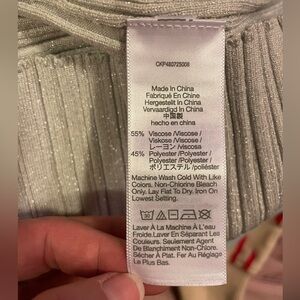 CKP480725008
Made In China
Fabriqué En Chine
Hergestellt In China
Vervaardigd In China
中国製
hecho en china
55% Viscose /Viscose /
Viskose /Viscose /
レーヨン /viscosa
45% Polyester /Polyester /
Polyester /Polyester /
ポリエステル /poliéster
Machine Wash Cold With Like
Colors. Non-Chlorine Bleach
Only. Lay Flat To Dry. Iron On
Lowest Setting.
Laver À La Machine À L'eau
Froide.Laver En Séparant Les
Couleurs. Seulement Agent
De Blanchiment Non-Chloré.
Sécher À Plat. Fer Au Réglage
Le Plus Bas.